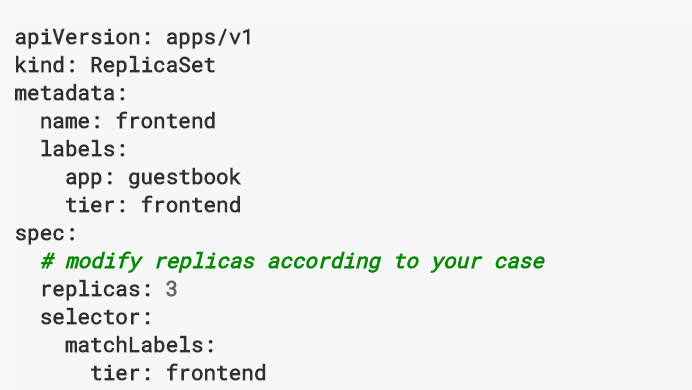 apiVersion: apps/v1
kind: ReplicaSet
metadata:
  name: frontend
  labels:
    app: guestbook
    tier: frontend
spec:
  # modify replicas according to your case
  replicas: 3
  selector:
    matchLabels:
      tier: frontend